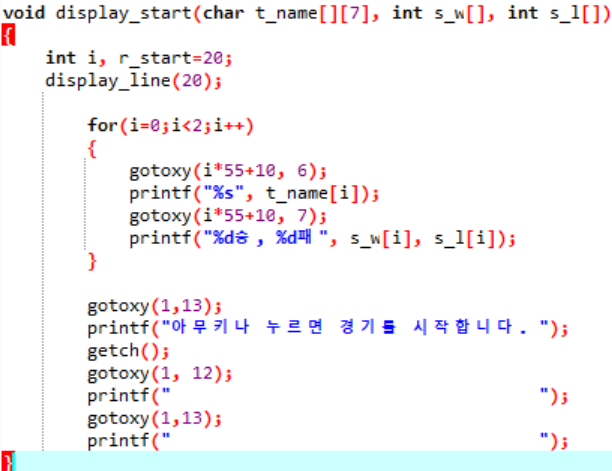 void display_start(char t_name[][7], int s_w[], int s_l[])
{
    int i, r_start=20;
    display_line(20);

        for(i=0;i<2;i++)
        {
            gotoxy(i*55+10, 6);
            printf("%s", t_name[i]);
            gotoxy(i*55+10, 7);
            printf("%d승, %d패", s_w[i], s_l[i]);
        }

        gotoxy(1,13);
        printf("아무키나 누르면 경기를 시작합니다. ");
        getch();
        gotoxy(1, 12);
        printf("                                    ");
        gotoxy(1,13);
        printf("                                    ");
}